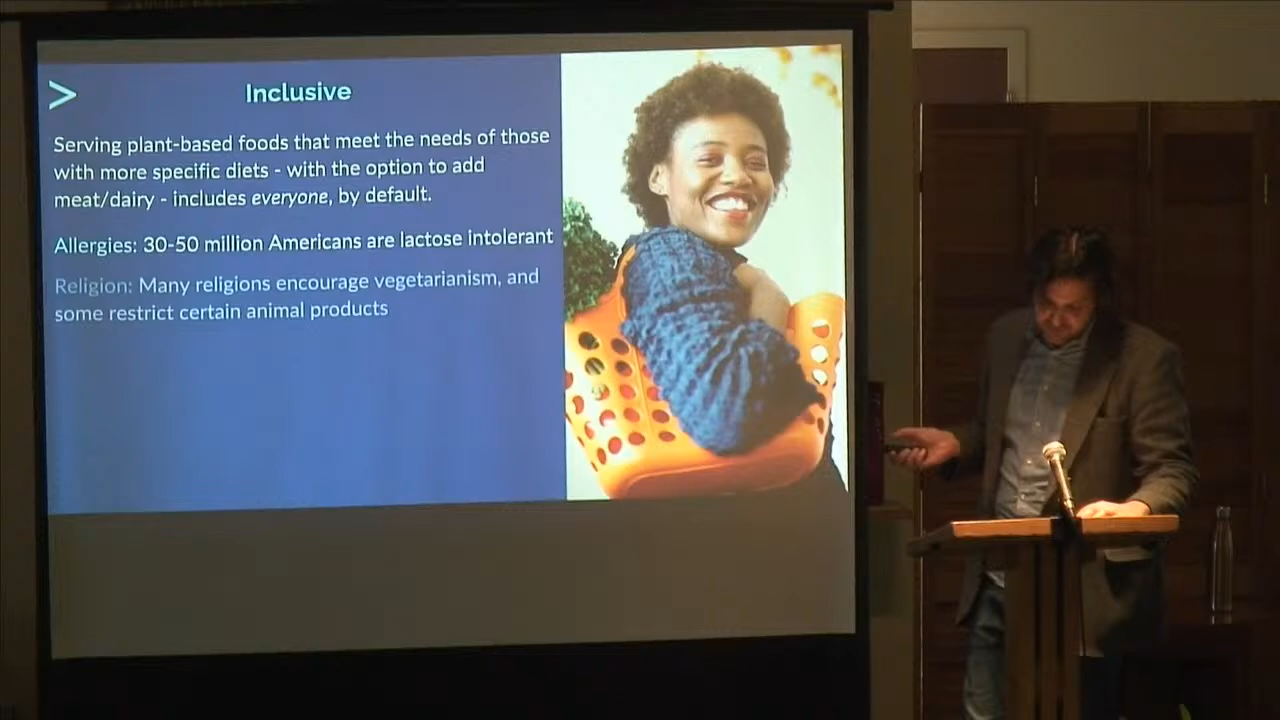 Inclusive
Serving plant-based foods that meet the needs of those
with more specific diets - with the option to add
meat/dairy - includes everyone, by default.
Allergies: 30-50 million Americans are lactose intolerant
Religion: Many religions encourage vegetarianism, and
some restrict certain animal products